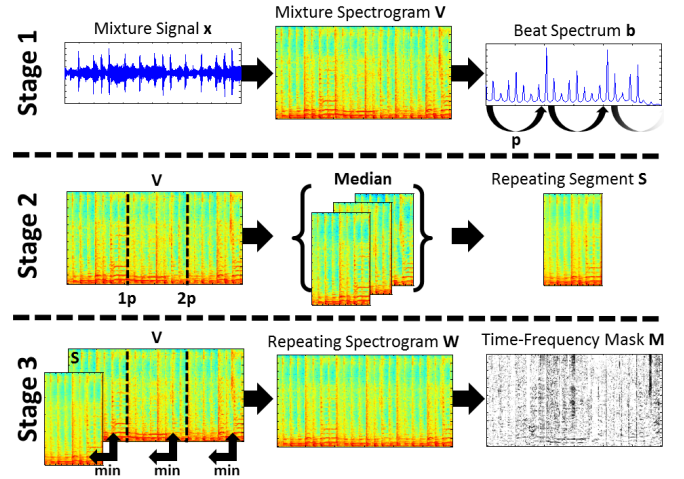 Stage 1
Mixture Signal x
Mixture Spectrogram V
Beat Spectrum b
p
Stage 2
V
1p
2p
Median
Repeating Segment S
Stage 3
V
S
min
min
min
Repeating Spectrogram W
Time-Frequency Mask M